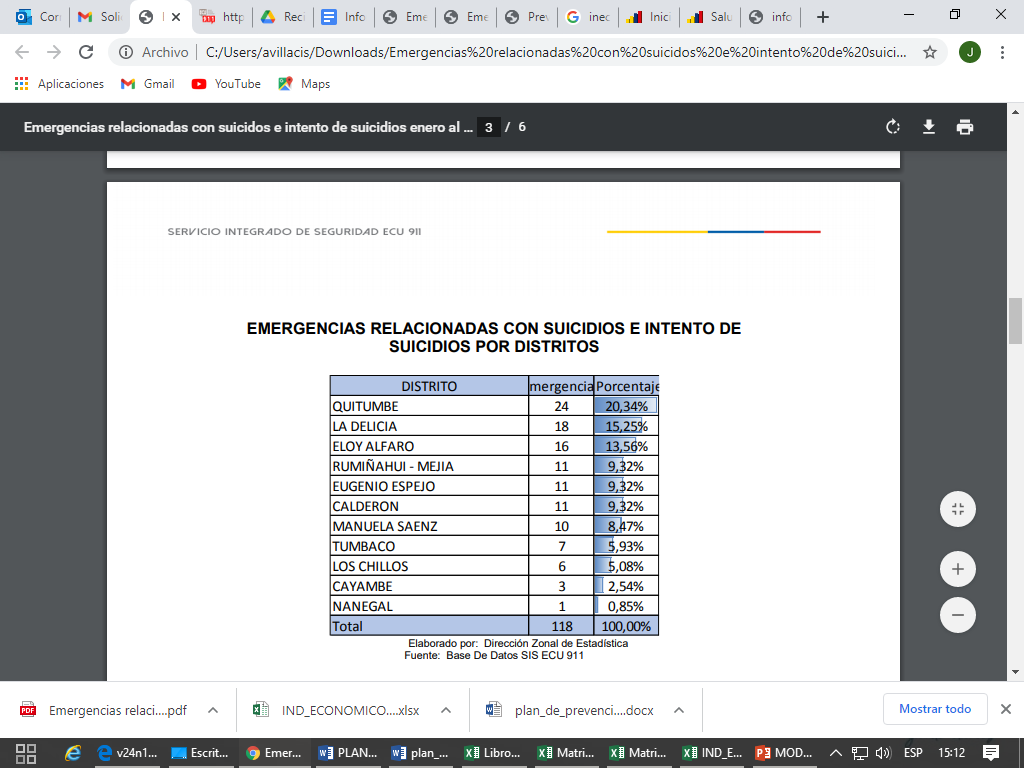 Cor
Soli
http
Reci
Info
Eme
Eme
Prev
inec
Inici
Salu
info
Archivo
C:/Users/avillacis/Downloads/Emergencias%20relacionadas%20con%20suicidos%20e%20intento%20de%20suici...
J
Aplicaciones
Gmail
YouTube
Maps
Emergencias relacionadas con suicidos e intento de suicidios enero al ... 3 / 6
SERVICIO INTEGRADO DE SEGURIDAD ECU 911
EMERGENCIAS RELACIONADAS CON SUICIDIOS E INTENTO DE
SUICIDIOS POR DISTRITOS
DISTRITO mergencia Porcentaje
QUITUMBE 24 20,34%
LA DELICIA 18 15,25%
ELOY ALFARO 16 13,56%
RUMIÑAHUI - MEJIA 11 9,32%
EUGENIO ESPEJO 11 9,32%
CALDERON 11 9,32%
MANUELA SAENZ 10 8,47%
TUMBACO 7 5,93%
LOS CHILLOS 6 5,08%
CAYAMBE 3 2,54%
NANEGAL 1 0,85%
Total 118 100,00%
Elaborado por: Dirección Zonal de Estadística
Fuente: Base De Datos SIS ECU 911
Emergencias relaci....pdf
IND_ECONOMICO....xlsx
plan_de_prevenci....docx
Mostrar todo
v24n1...
Escrit...
Emer...
PLAN...
plan_...
Libro...
Matri...
Matri...
IND_E...
MOD...
ESP
15:12